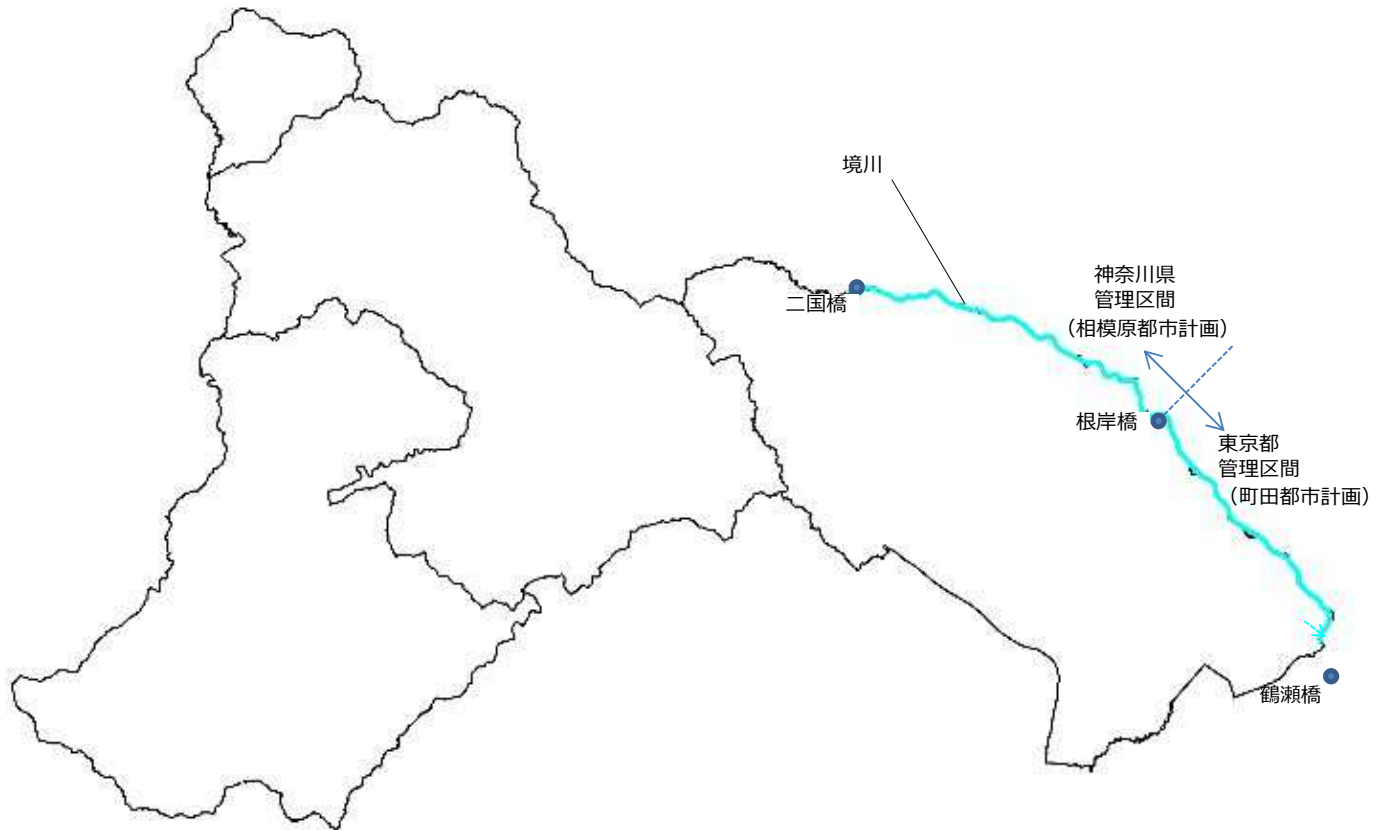 境川
神奈川県
管理区間
（相模原都市計画）
二国橋
根岸橋
東京都
管理区間
（町田都市計画）
鶴瀬橋